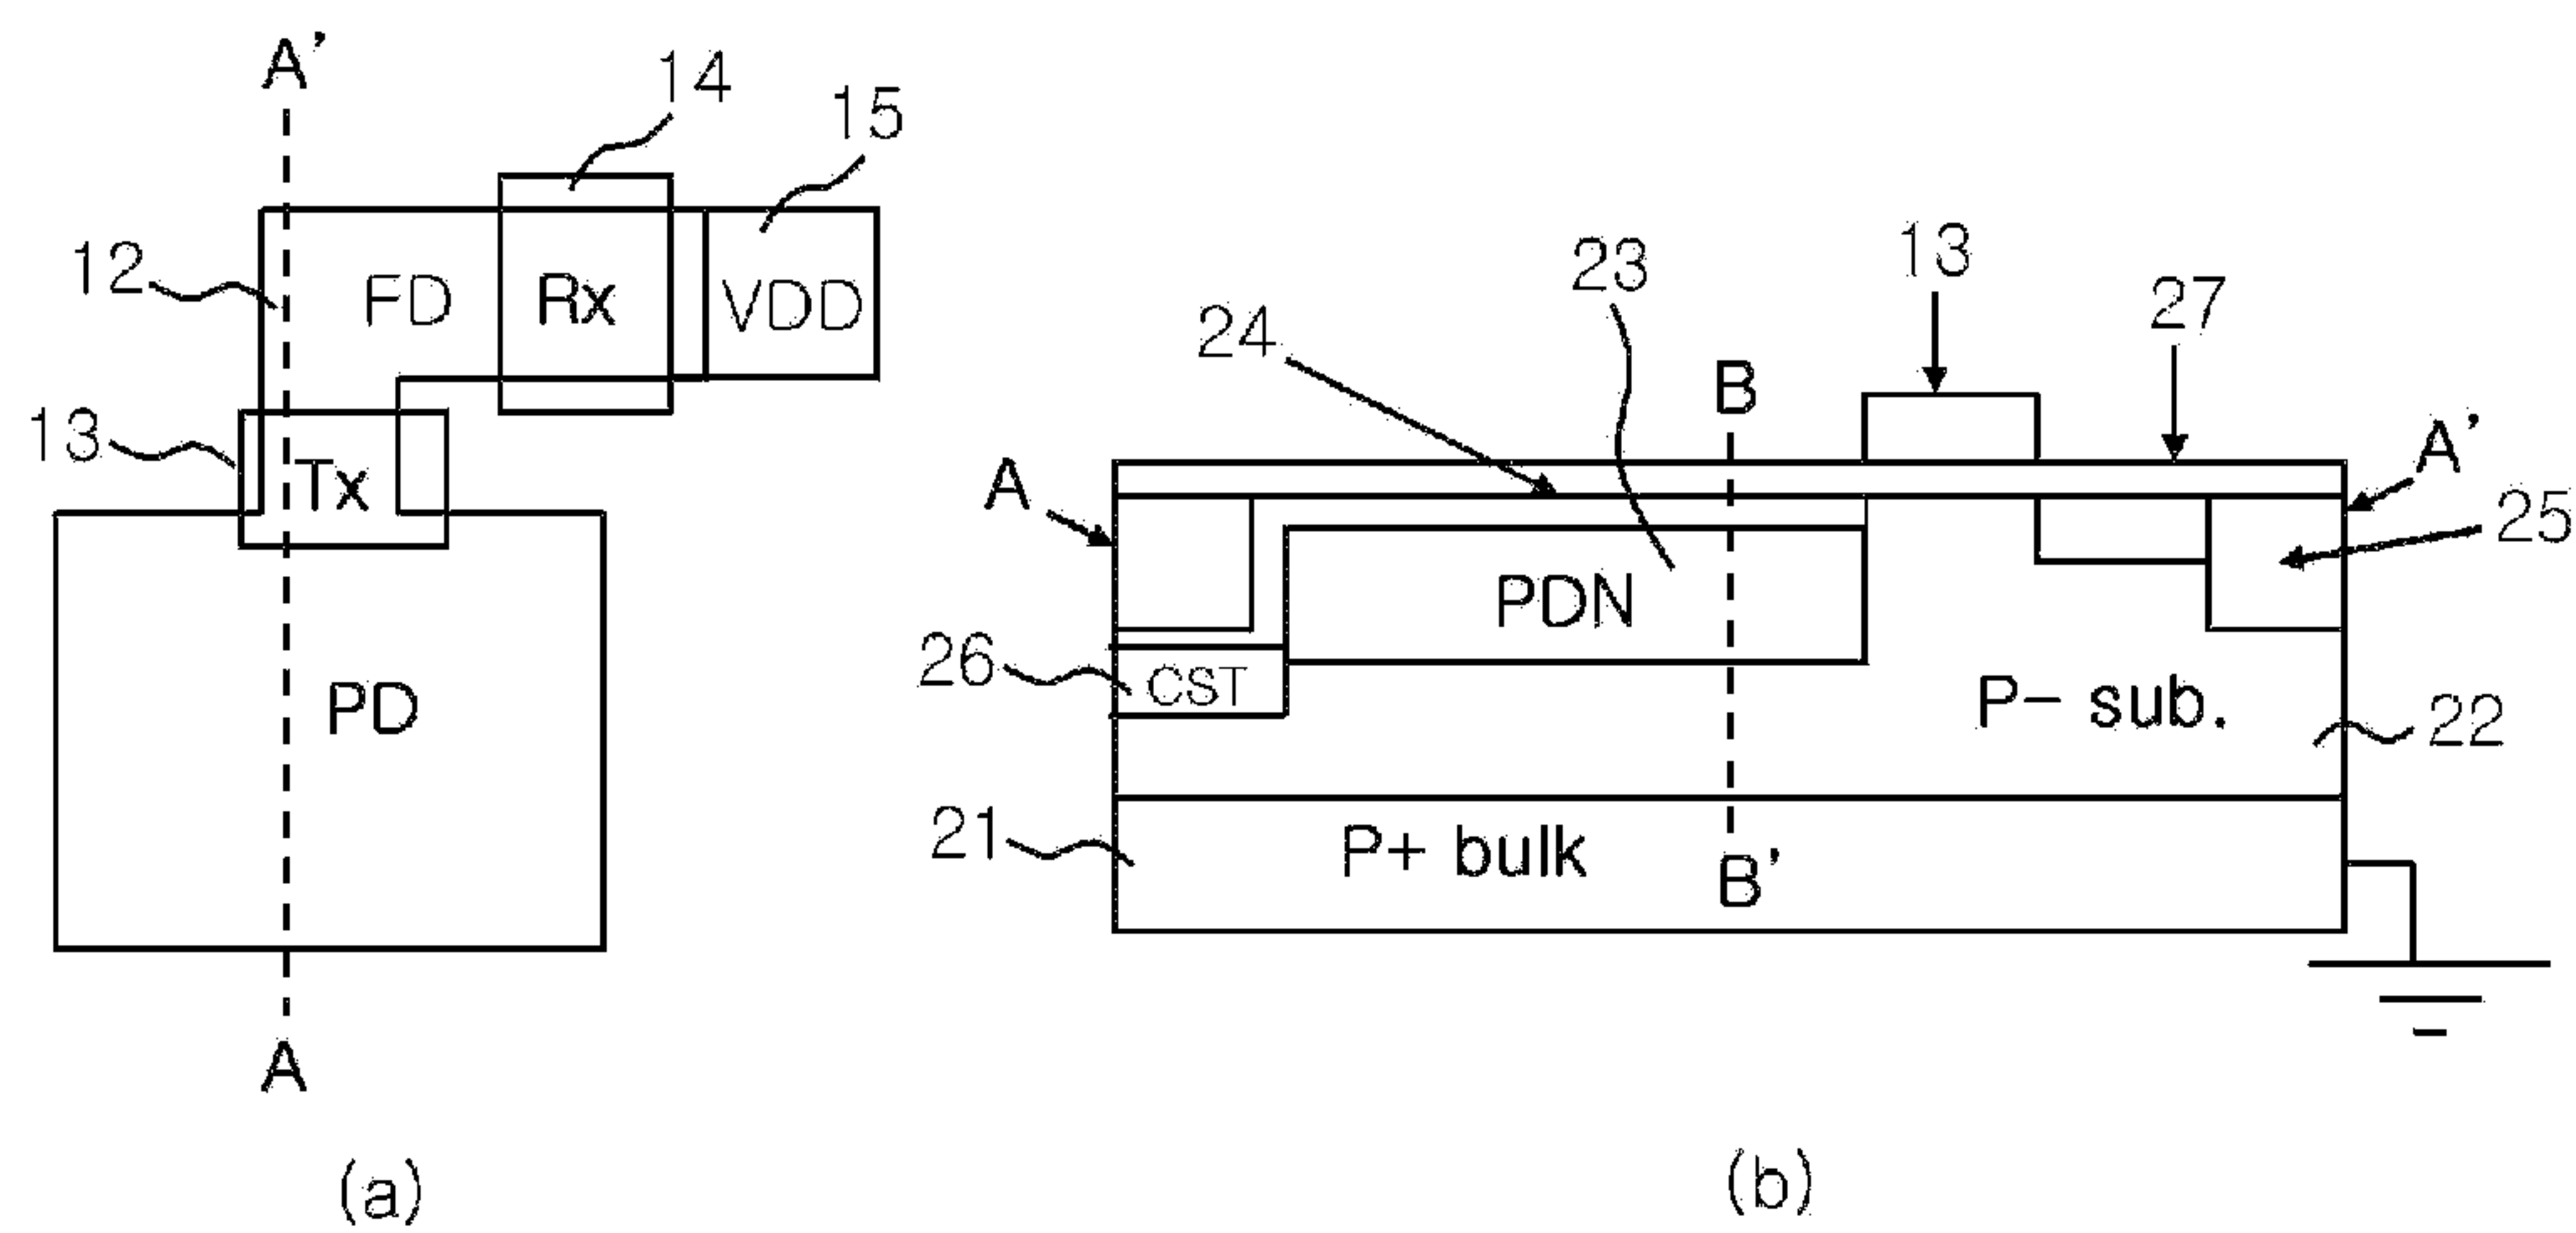 A’
14
15
12
FD
Rx
VDD
13
Tx
PD
A
(a)
23
13
27
24
B
A
A’
25
PDN
26
CST
P- sub.
22
21
P+ bulk
B’
(b)